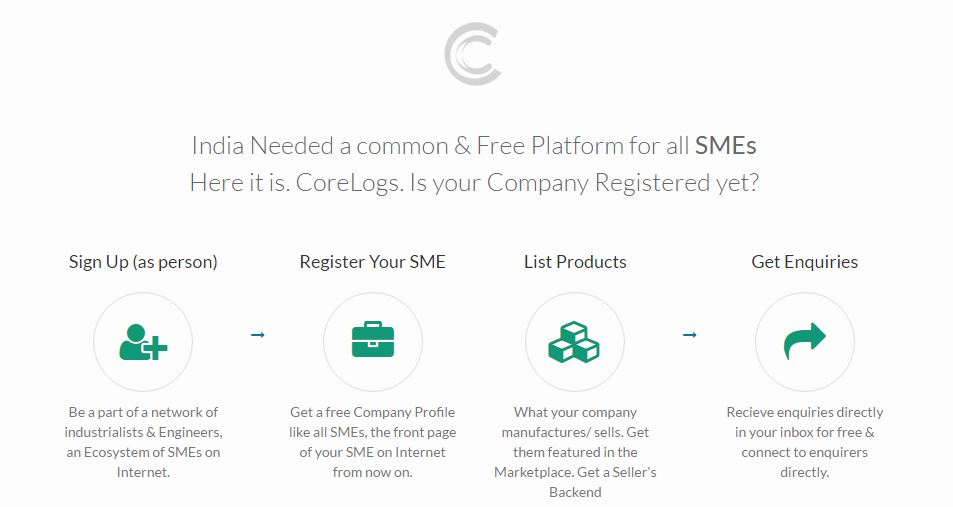 India Needed a common & Free Platform for all SMEs
Here it is. CoreLogs. Is your Company Registered yet?
Sign Up (as person)
Be a part of a network of
industrialists & Engineers,
an Ecosystem of SMEs on
Internet.
Register Your SME
Get a free Company Profile
like all SMEs, the front page
of your SME on Internet
from now on.
List Products
What your company
manufactures/ sells. Get
them featured in the
Marketplace. Get a Seller's
Backend
Get Enquiries
Recieve enquiries directly
in your inbox for free &
connect to enquirers
directly.